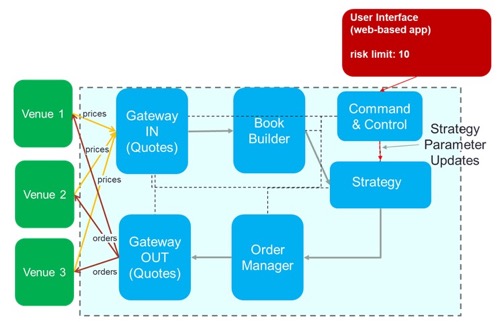 User Interface
(web-based app)
risk limit: 10
Venue 1
prices
Gateway
IN
(Quotes)
Book
Builder
Command
& Control
Strategy
Parameter
Updates
prices
prices
Venue 2
Strategy
orders
Venue 3
orders
Gateway
OUT
(Quotes)
Order
Manager